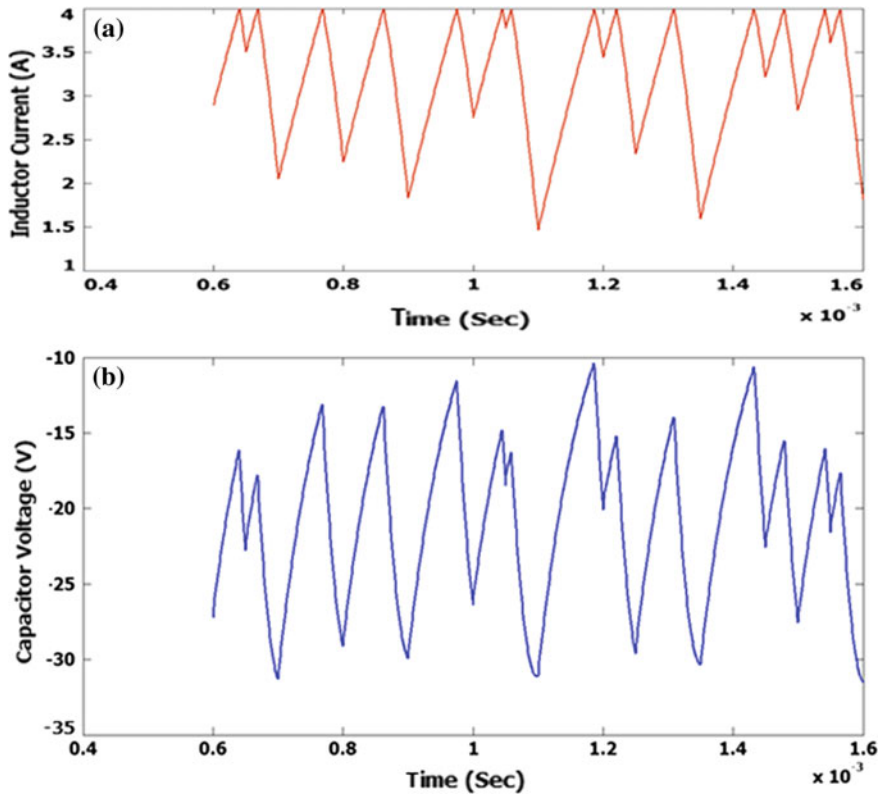 (a)
Inductor Current (A)
4
3.5
3
2.5
2
1.5
1
0.4 0.6 0.8 1 1.2 1.4 1.6
Time (Sec)
x 10⁻³
(b)
Capacitor Voltage (V)
-10
-15
-20
-25
-30
-35
0.4 0.6 0.8 1 1.2 1.4 1.6
Time (Sec)
x 10⁻³